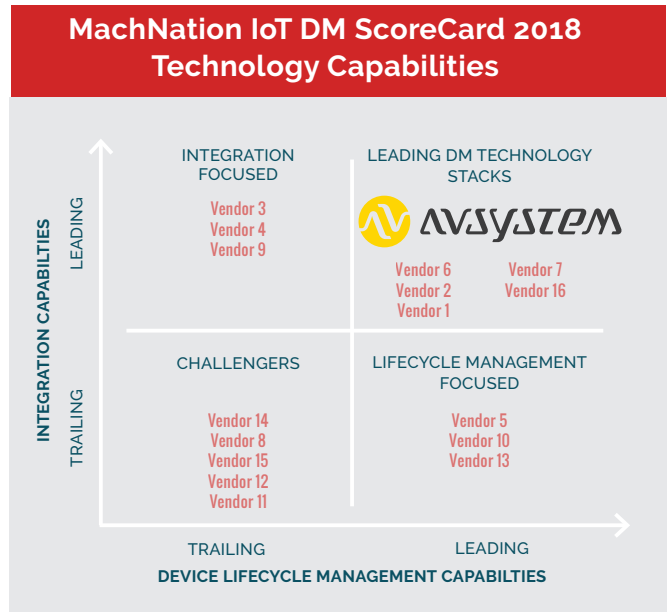 MachNation IoT DM ScoreCard 2018
Technology Capabilities
INTEGRATION
FOCUSED
Vendor 3
Vendor 4
Vendor 9
LEADING DM TECHNOLOGY
STACKS
AVSYSTEM
Vendor 6
Vendor 2
Vendor 1
Vendor 7
Vendor 16
CHALLENGERS
Vendor 14
Vendor 8
Vendor 15
Vendor 12
Vendor 11
LIFECYCLE MANAGEMENT
FOCUSED
Vendor 5
Vendor 10
Vendor 13
INTEGRATION CAPABILTIES
LEADING
TRAILING
TRAILING
LEADING
DEVICE LIFECYCLE MANAGEMENT CAPABILTIES